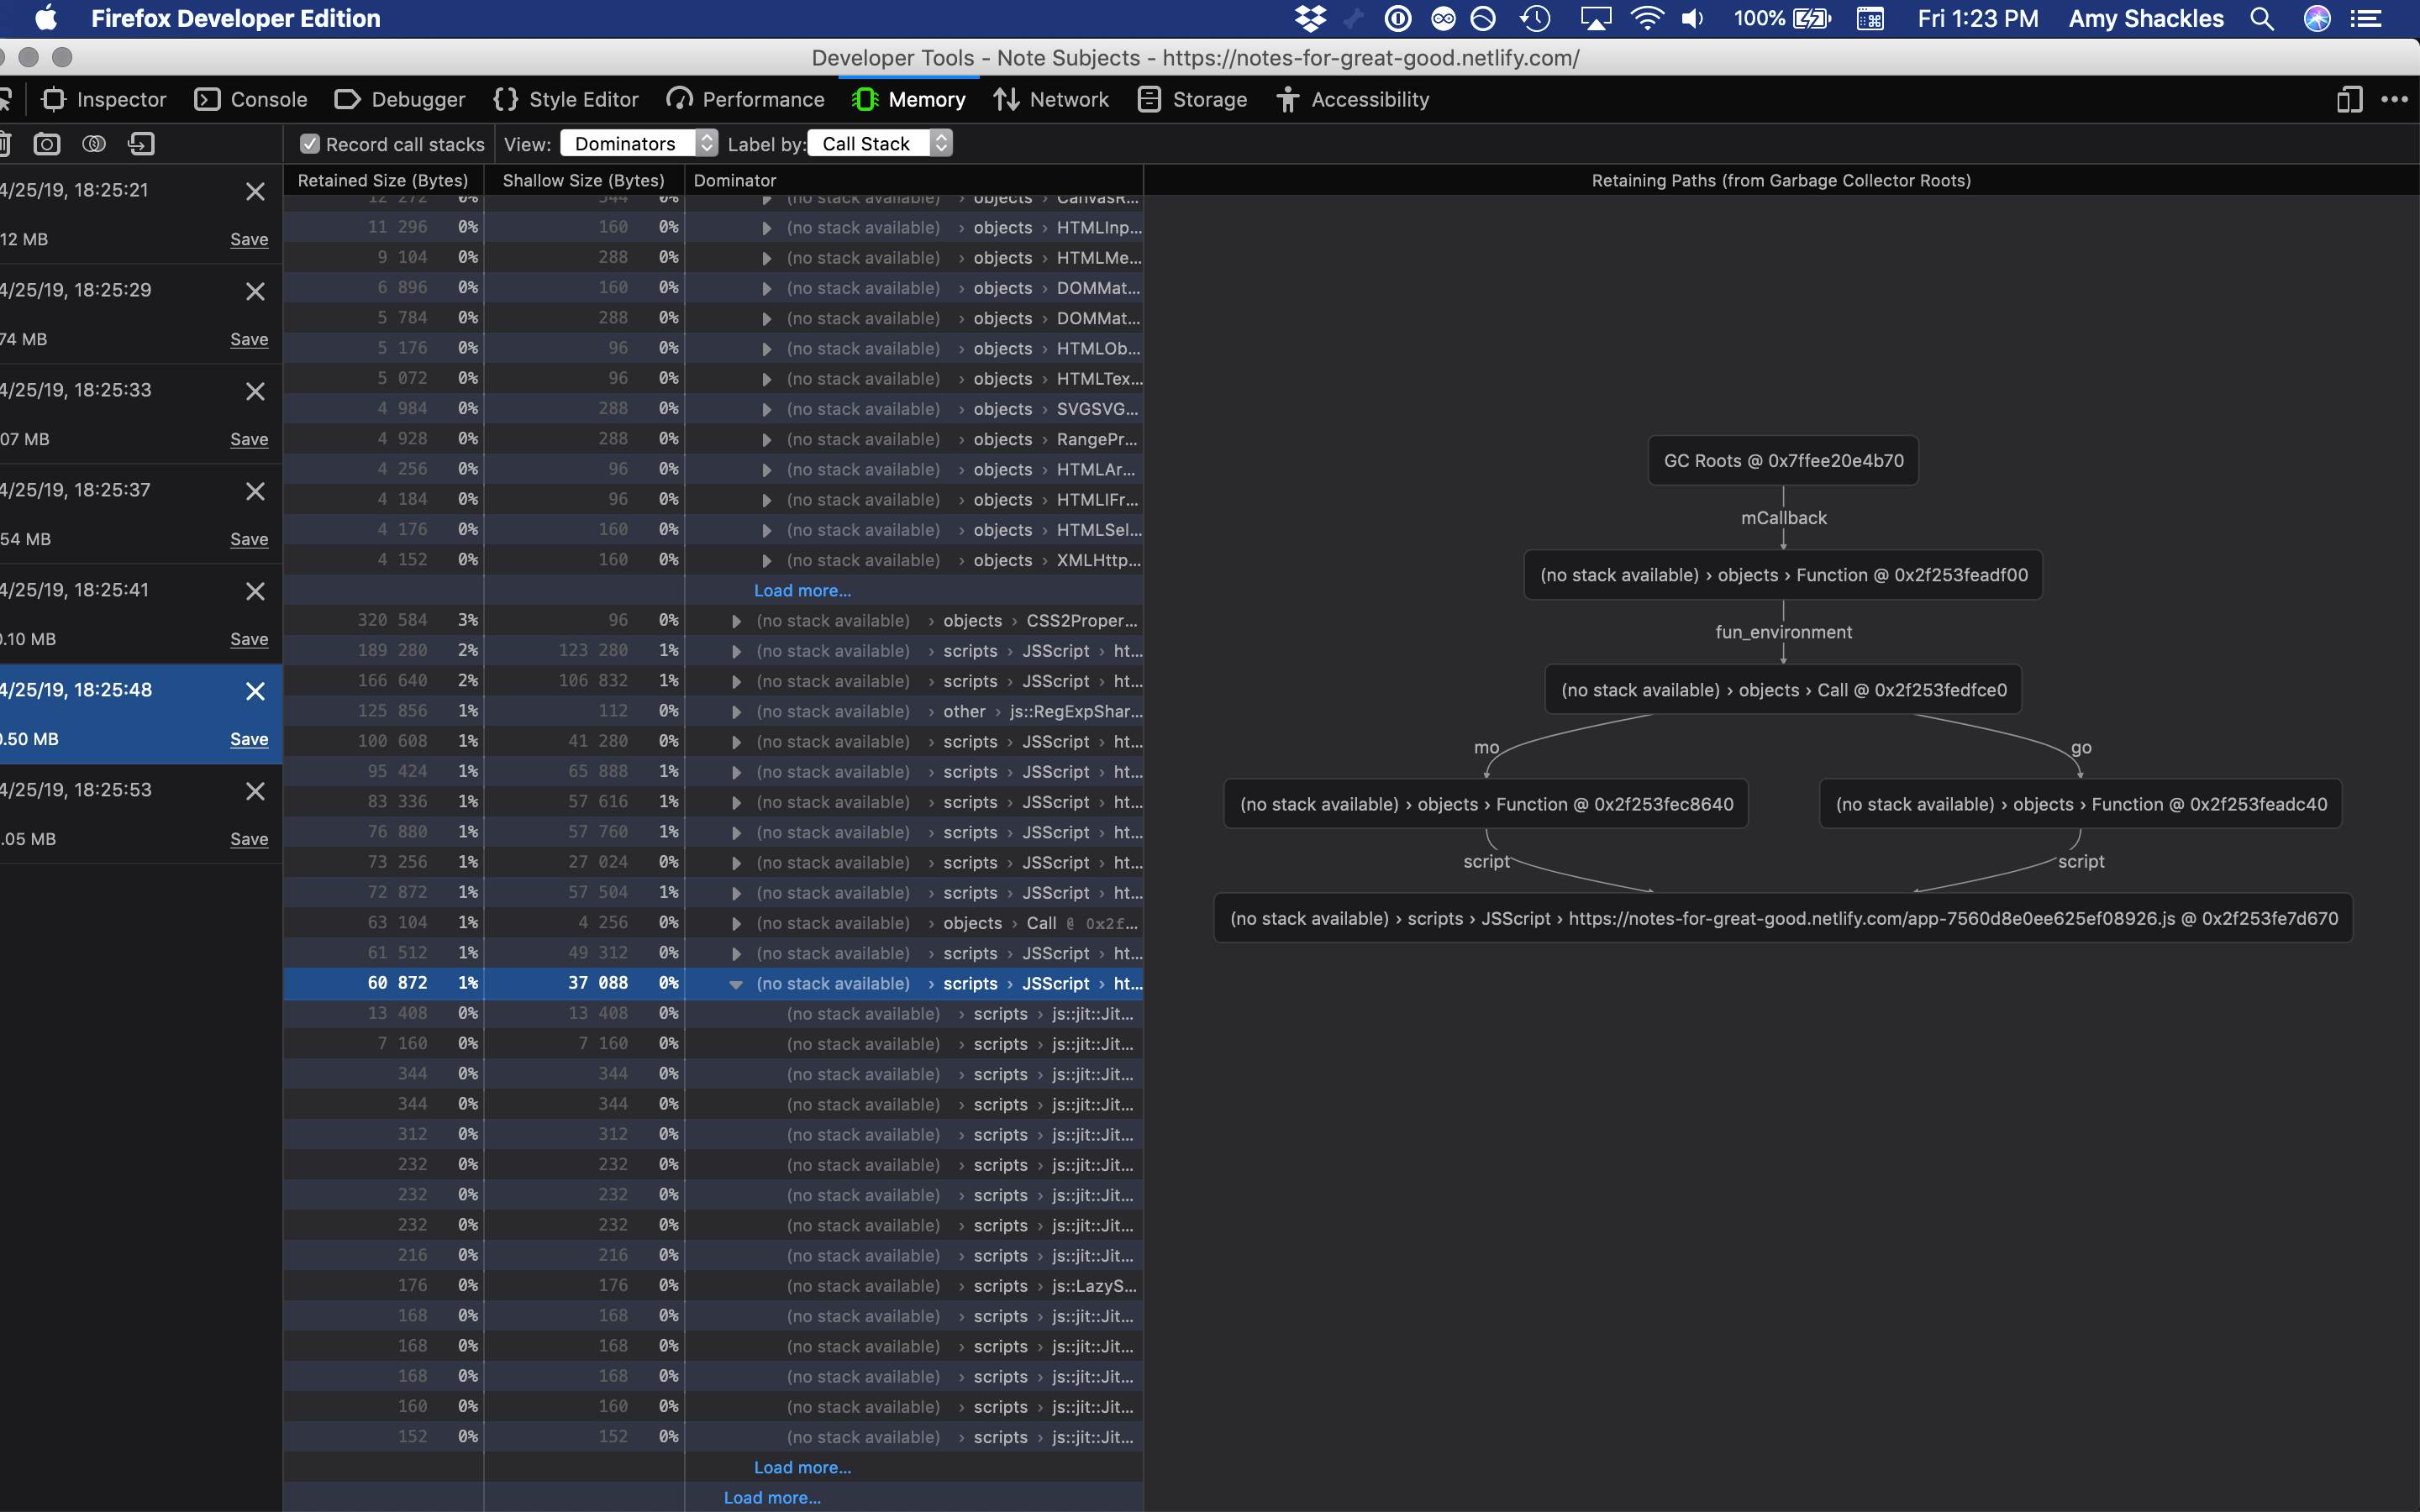 Firefox Developer Edition 100% Fri 1:23 PM Amy Shackles
Developer Tools - Note Subjects - https://notes-for-great-good.netlify.com/
Inspector Console Debugger Style Editor Performance Memory Network Storage Accessibility
Record call stacks View: Dominators Label by: Call Stack
4/25/19, 18:25:21
12 MB Save
4/25/19, 18:25:29
74 MB Save
4/25/19, 18:25:33
07 MB Save
4/25/19, 18:25:37
54 MB Save
4/25/19, 18:25:41
0.10 MB Save
4/25/19, 18:25:48
0.50 MB Save
4/25/19, 18:25:53
.05 MB Save
Retained Size (Bytes) Shallow Size (Bytes) Dominator
12 272 0% 344 0% (no stack available) › objects › CanvasR...
11 296 0% 160 0% (no stack available) › objects › HTMLInp...
9 104 0% 288 0% (no stack available) › objects › HTMLMe...
6 896 0% 160 0% (no stack available) › objects › DOMMat...
5 784 0% 288 0% (no stack available) › objects › DOMMat...
5 176 0% 96 0% (no stack available) › objects › HTMLOb...
5 072 0% 96 0% (no stack available) › objects › HTMLTex...
4 984 0% 288 0% (no stack available) › objects › SVGSVG...
4 928 0% 288 0% (no stack available) › objects › RangePr...
4 256 0% 96 0% (no stack available) › objects › HTMLAr...
4 184 0% 96 0% (no stack available) › objects › HTMLIFr...
4 176 0% 160 0% (no stack available) › objects › HTMLSel...
4 152 0% 160 0% (no stack available) › objects › XMLHttp...
Load more...
320 584 3% 96 0% (no stack available) › objects › CSS2Proper...
189 280 2% 123 280 1% (no stack available) › scripts › JSScript › ht...
166 640 2% 106 832 1% (no stack available) › scripts › JSScript › ht...
125 856 1% 112 0% (no stack available) › other › js::RegExpShar...
100 608 1% 41 280 0% (no stack available) › scripts › JSScript › ht...
95 424 1% 65 888 1% (no stack available) › scripts › JSScript › ht...
83 336 1% 57 616 1% (no stack available) › scripts › JSScript › ht...
76 880 1% 57 760 1% (no stack available) › scripts › JSScript › ht...
73 256 1% 27 024 0% (no stack available) › scripts › JSScript › ht...
72 872 1% 57 504 1% (no stack available) › scripts › JSScript › ht...
63 104 1% 4 256 0% (no stack available) › objects › Call @ 0x2f...
61 512 1% 49 312 0% (no stack available) › scripts › JSScript › ht...
60 872 1% 37 088 0% (no stack available) › scripts › JSScript › ht...
13 408 0% 13 408 0% (no stack available) › scripts › js::jit::Jit...
7 160 0% 7 160 0% (no stack available) › scripts › js::jit::Jit...
344 0% 344 0% (no stack available) › scripts › js::jit::Jit...
344 0% 344 0% (no stack available) › scripts › js::jit::Jit...
312 0% 312 0% (no stack available) › scripts › js::jit::Jit...
232 0% 232 0% (no stack available) › scripts › js::jit::Jit...
232 0% 232 0% (no stack available) › scripts › js::jit::Jit...
232 0% 232 0% (no stack available) › scripts › js::jit::Jit...
216 0% 216 0% (no stack available) › scripts › js::jit::Jit...
176 0% 176 0% (no stack available) › scripts › js::LazyS...
168 0% 168 0% (no stack available) › scripts › js::jit::Jit...
168 0% 168 0% (no stack available) › scripts › js::jit::Jit...
168 0% 168 0% (no stack available) › scripts › js::jit::Jit...
160 0% 160 0% (no stack available) › scripts › js::jit::Jit...
152 0% 152 0% (no stack available) › scripts › js::jit::Jit...
Load more...
Load more...
Retaining Paths (from Garbage Collector Roots)
GC Roots @ 0x7ffee20e4b70
mCallback
(no stack available) › objects › Function @ 0x2f253feadf00
fun_environment
(no stack available) › objects › Call @ 0x2f253fedfce0
mo go
(no stack available) › objects › Function @ 0x2f253fec8640 (no stack available) › objects › Function @ 0x2f253feadc40
script script
(no stack available) › scripts › JSScript › https://notes-for-great-good.netlify.com/app-7560d8e0ee625ef08926.js @ 0x2f253fe7d670